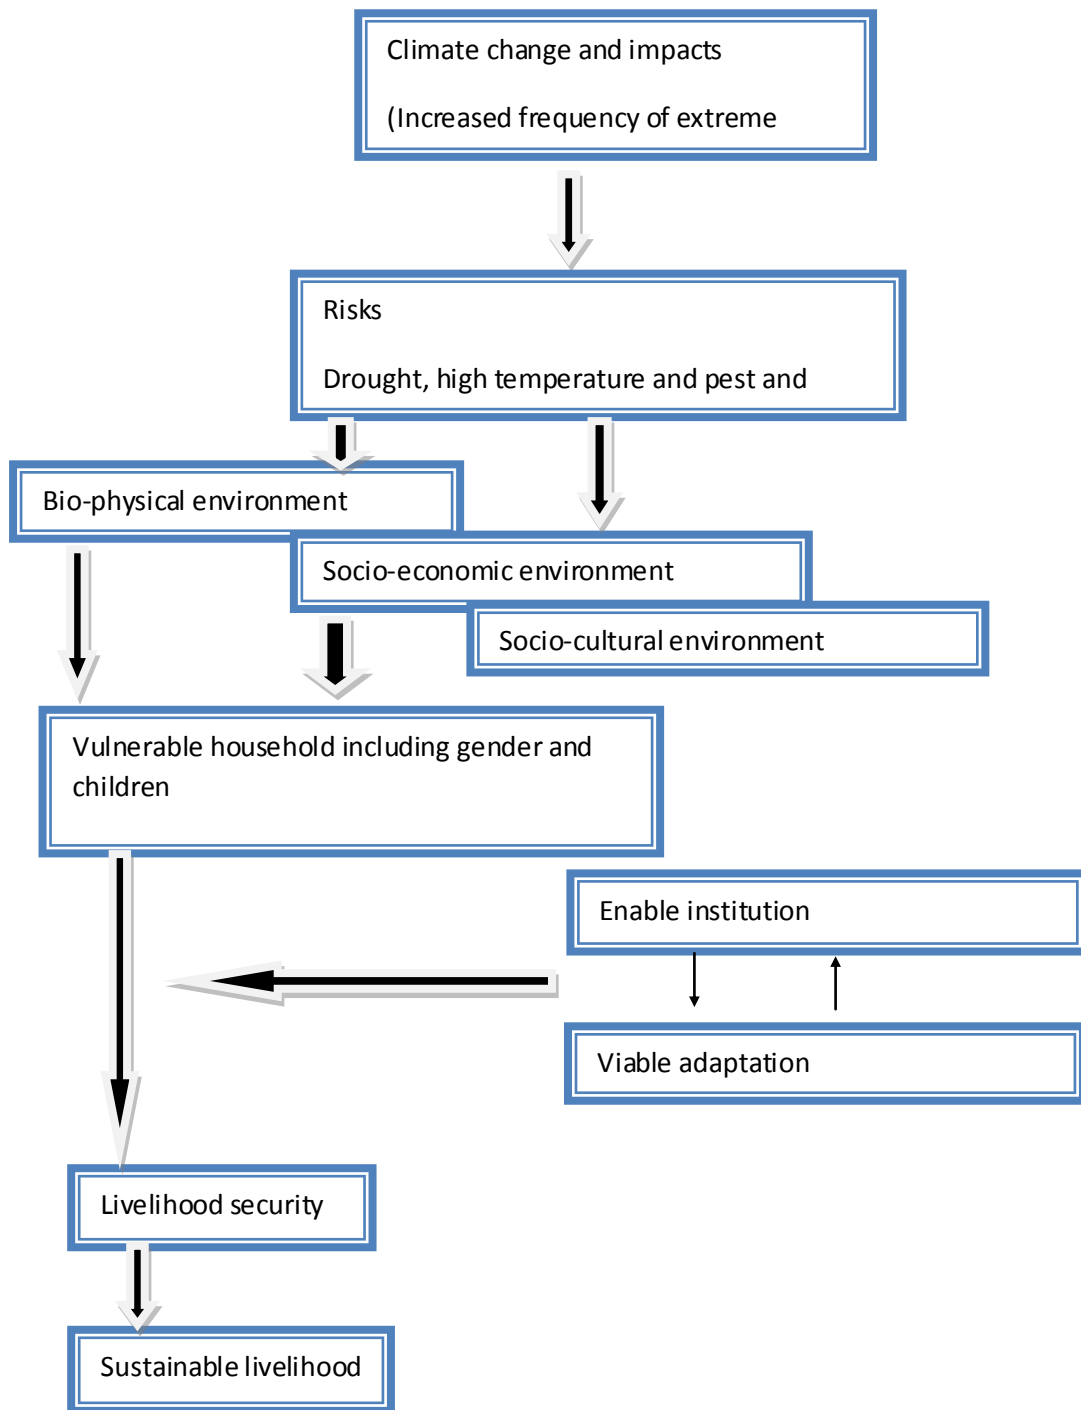 Climate change and impacts
(Increased frequency of extreme
Risks
Drought, high temperature and pest and
Bio-physical environment
Socio-economic environment
Socio-cultural environment
Vulnerable household including gender and
children
Enable institution
Viable adaptation
Livelihood security
Sustainable livelihood